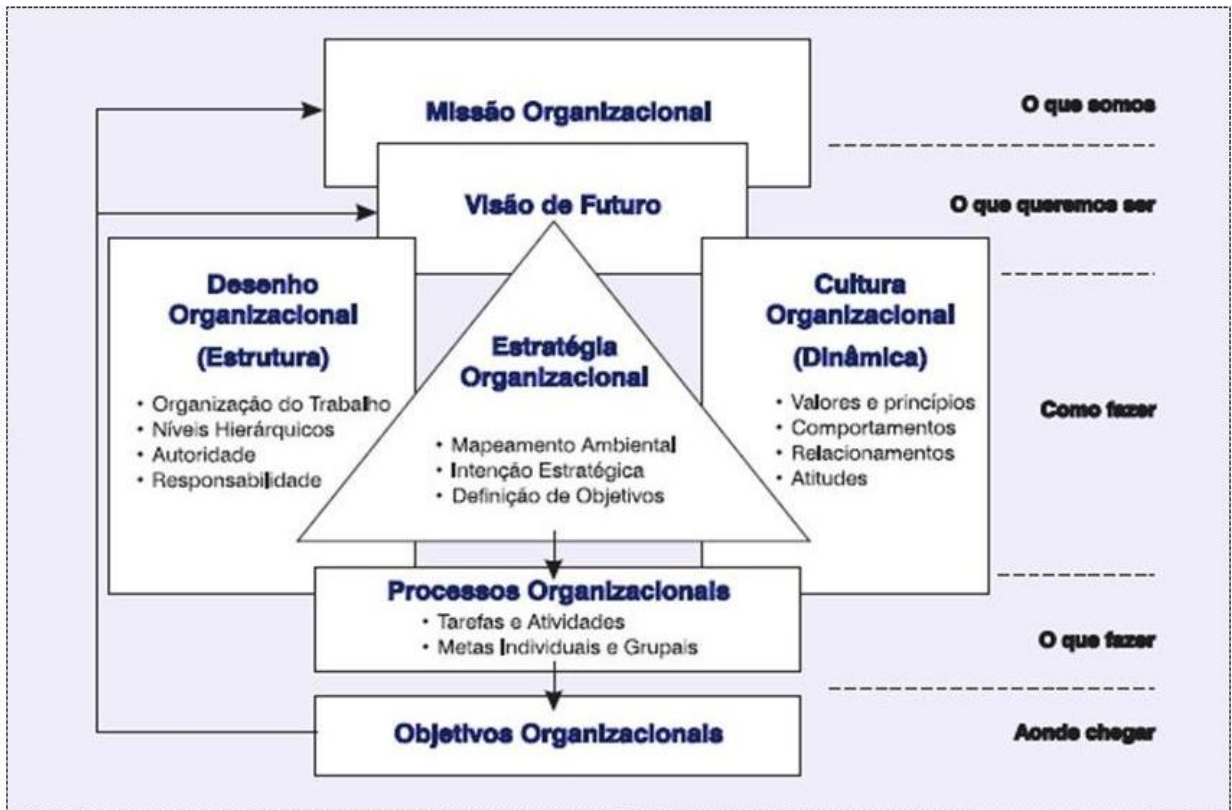 Missão Organizacional
O que somos
Visão de Futuro
O que queremos ser
Desenho
Organizacional
(Estrutura)
• Organização do Trabalho
• Níveis Hierárquicos
• Autoridade
• Responsabilidade
Estratégia
Organizacional
• Mapeamento Ambiental
• Intenção Estratégica
• Definição de Objetivos
Cultura
Organizacional
(Dinâmica)
• Valores e princípios
• Comportamentos
• Relacionamentos
• Atitudes
Como fazer
Processos Organizacionais
• Tarefas e Atividades
• Metas Individuais e Grupais
O que fazer
Objetivos Organizacionais
Aonde chegar